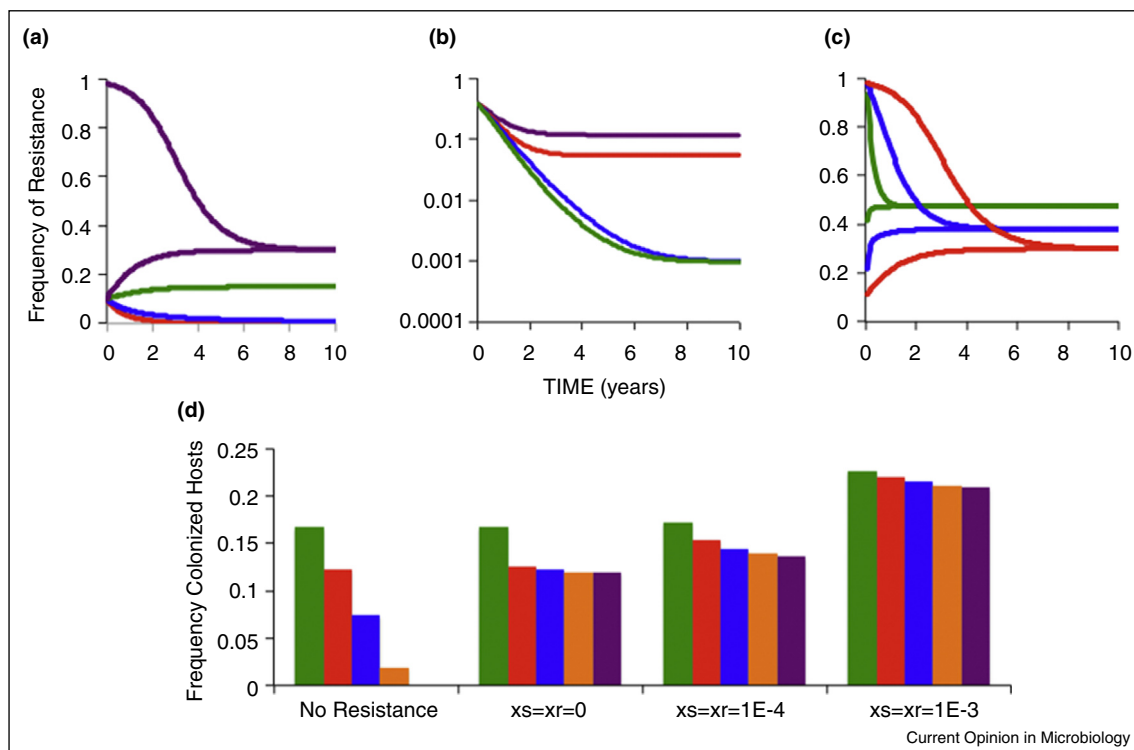 (a)
(b)
(c)
Frequency of Resistance
1
0.8
0.6
0.4
0.2
0
0 2 4 6 8 10
1
0.1
0.01
0.001
0.0001
0 2 4 6 8 10
1
0.8
0.6
0.4
0.2
0
0 2 4 6 8 10
TIME (years)
(d)
Frequency Colonized Hosts
0.25
0.2
0.15
0.1
0.05
0
No Resistance xs=xr=0 xs=xr=1E-4 xs=xr=1E-3
Current Opinion in Microbiology